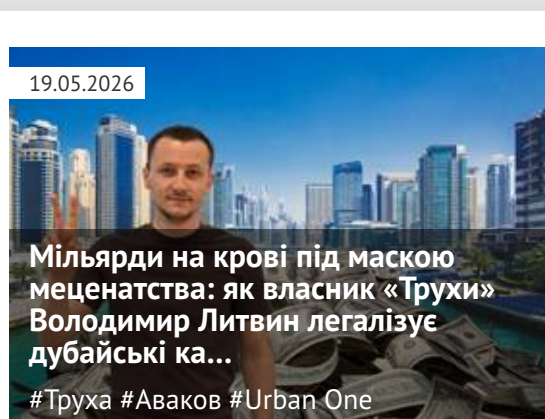 19.05.2026
Мільярди на крові під маскою
меценатства: як власник «Трухи»
Володимир Литвин легалізує
дубайські ка...
#Труха #Аваков #Urban One